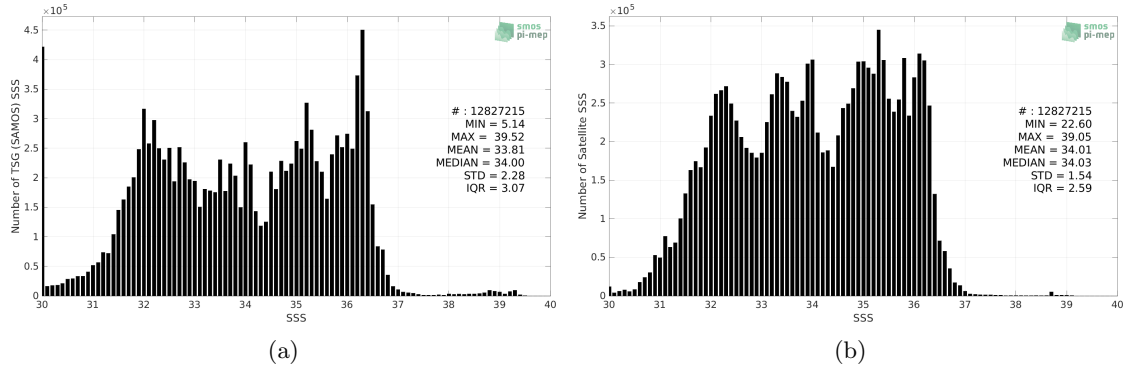 ×10⁵
4.5
4
3.5
3
2.5
2
1.5
1
0.5
0
Number of TSG (SAMOS) SSS
smos
pi-mep
# : 12827215
MIN = 5.14
MAX = 39.52
MEAN = 33.81
MEDIAN = 34.00
STD = 2.28
IQR = 3.07
30 31 32 33 34 35 36 37 38 39 40
SSS
(a)
×10⁵
3.5
3
2.5
2
1.5
1
0.5
0
Number of Satellite SSS
smos
pi-mep
# : 12827215
MIN = 22.60
MAX = 39.05
MEAN = 34.01
MEDIAN = 34.03
STD = 1.54
IQR = 2.59
30 31 32 33 34 35 36 37 38 39 40
SSS
(b)